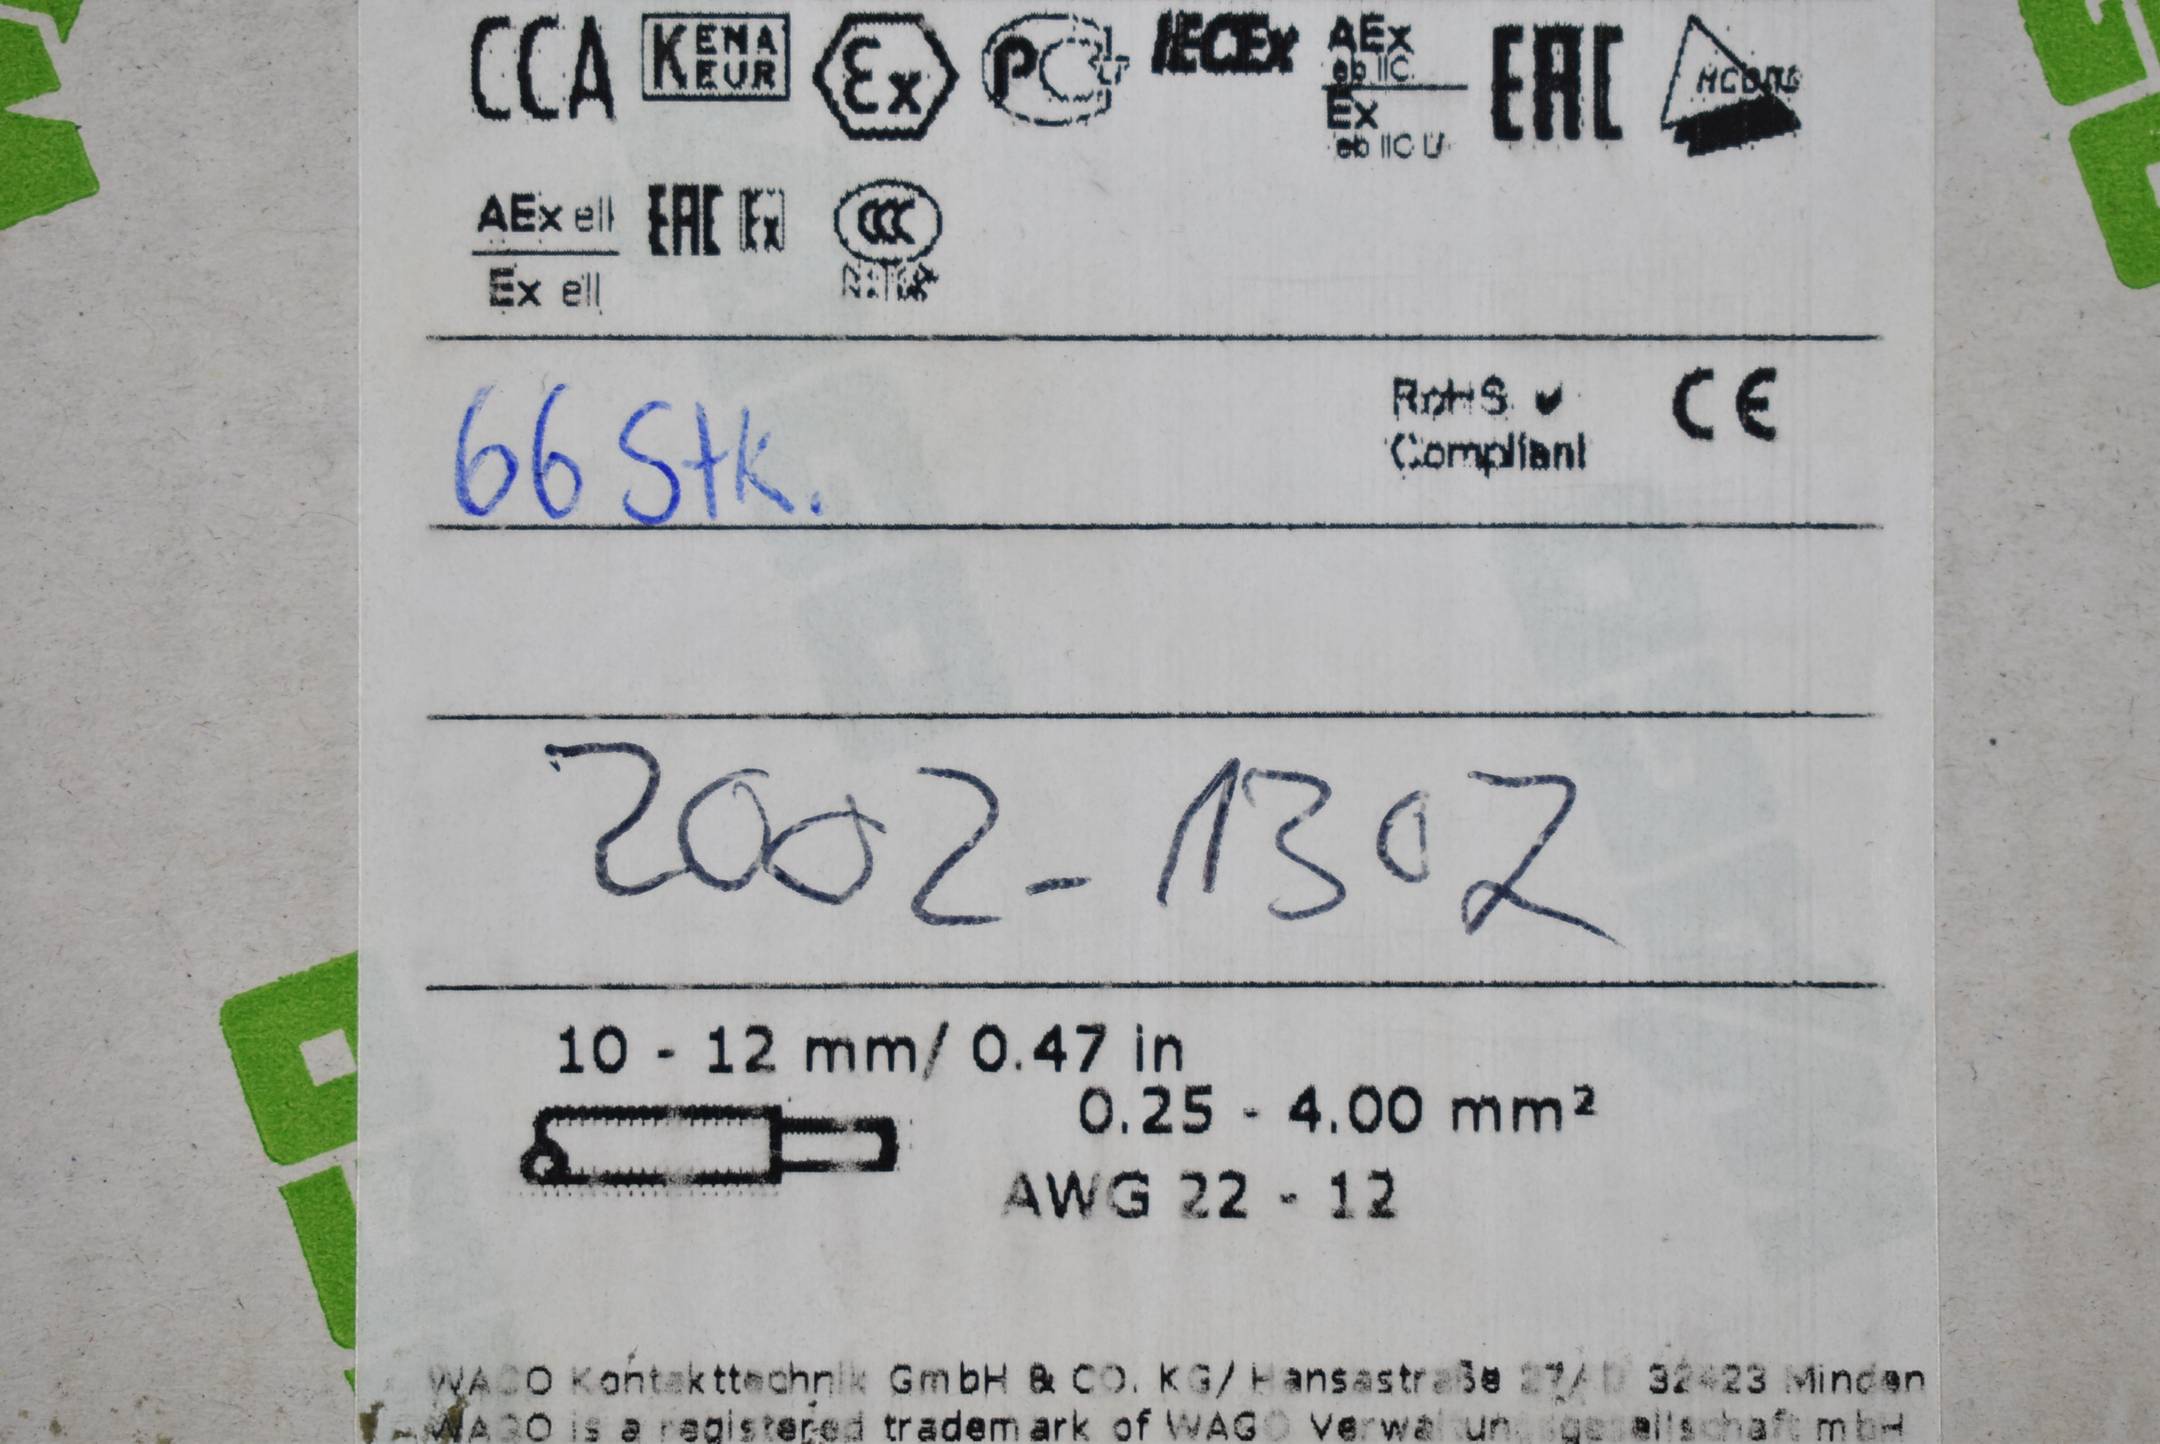 CCA KEMA KEUR Ex IECEx AEx eb IIC EAC
Ex eb IIC U
AEx eII EAC Ex CCC
Ex eII
66 Stk. RoHS ✔ CE
Compliant
2002-1302
10 - 12 mm/ 0.47 in
0.25 - 4.00 mm²
AWG 22 - 12
WAGO Kontakttechnik GmbH & CO. KG/ Hansastraße 27/ D 32423 Minden
WAGO is a registered trademark of WAGO Verwaltungsgesellschaft mbH